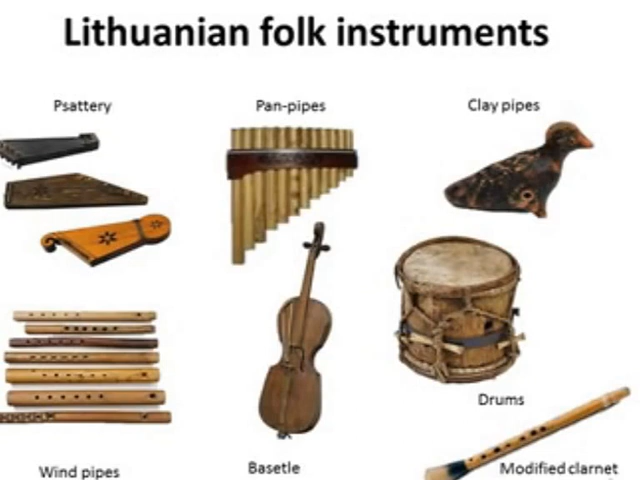 Lithuanian folk instruments
Psattery
Pan-pipes
Clay pipes
Drums
Wind pipes
Basetle
Modified clarnet